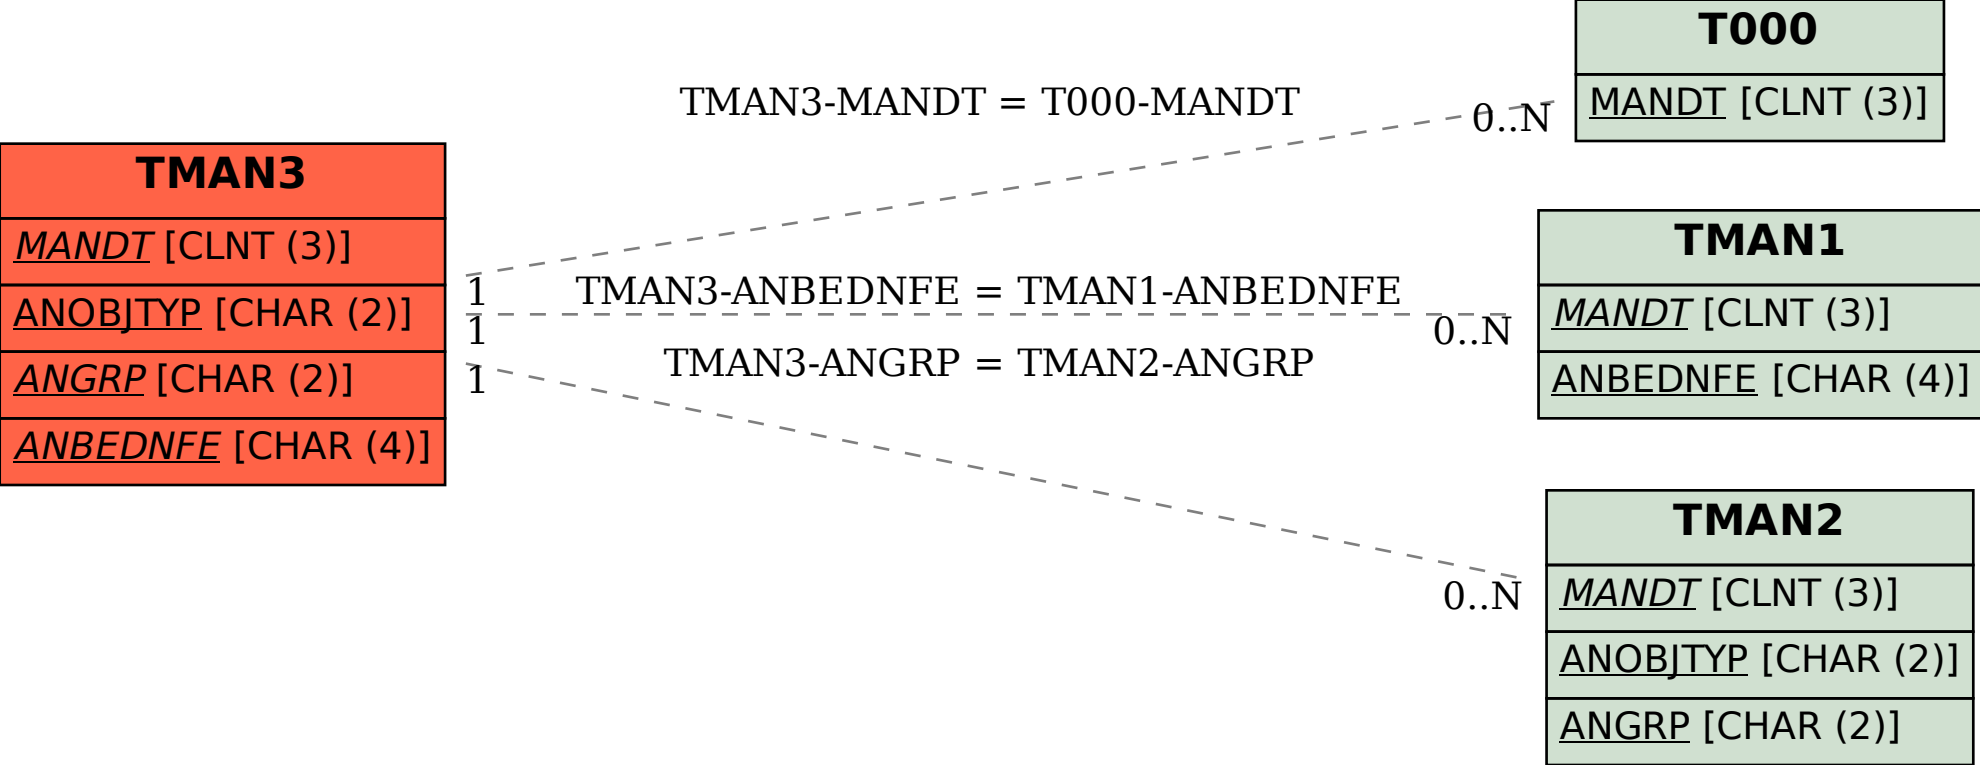 TMAN3
MANDT [CLNT (3)]
ANOBJTYP [CHAR (2)]
ANGRP [CHAR (2)]
ANBEDNFE [CHAR (4)]
TMAN3-MANDT = T000-MANDT
0..N
1
TMAN3-ANBEDNFE = TMAN1-ANBEDNFE
0..N
1
TMAN3-ANGRP = TMAN2-ANGRP
0..N
1
T000
MANDT [CLNT (3)]
TMAN1
MANDT [CLNT (3)]
ANBEDNFE [CHAR (4)]
TMAN2
MANDT [CLNT (3)]
ANOBJTYP [CHAR (2)]
ANGRP [CHAR (2)]